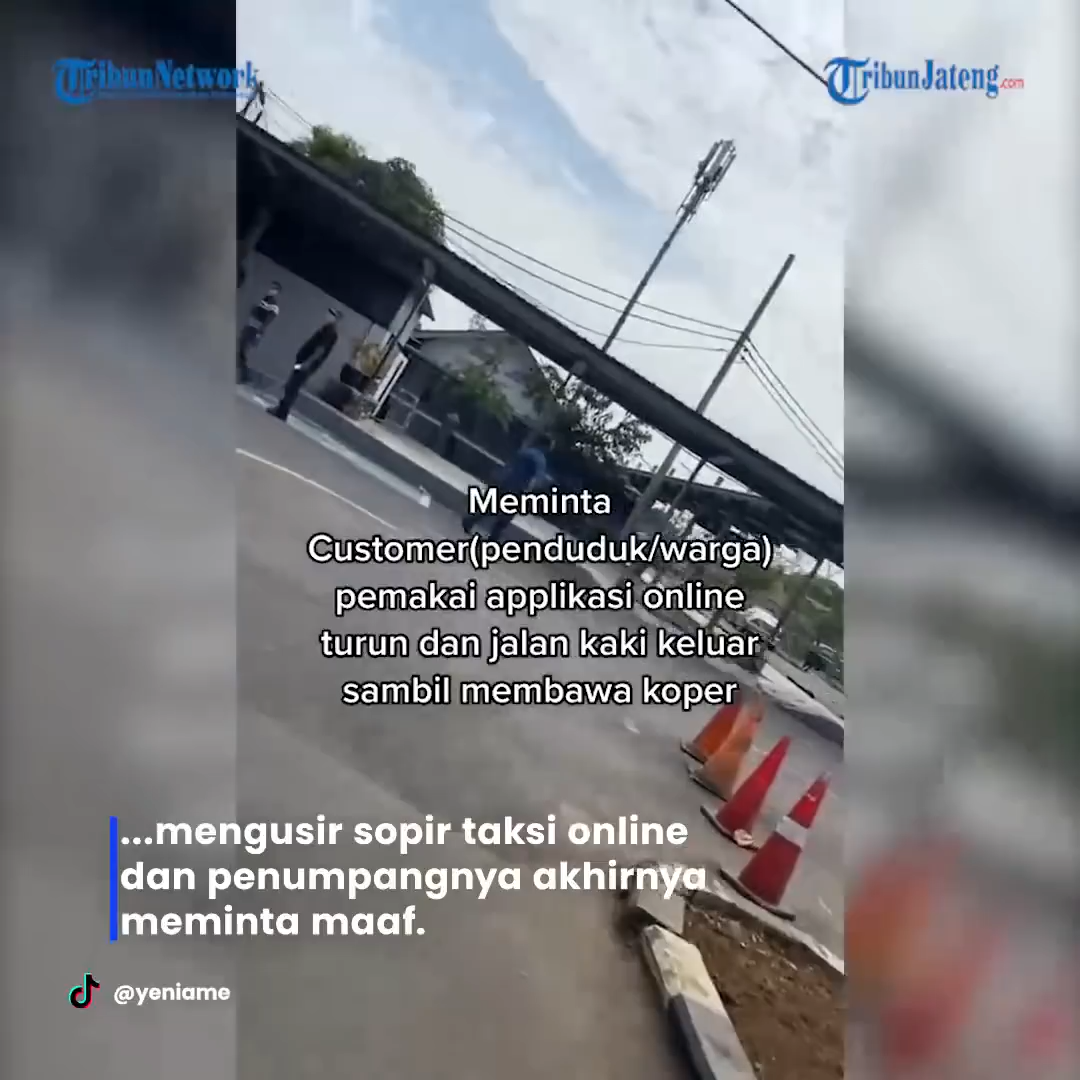 TribunNetwork
TribunJateng.com
Meminta
Customer(penduduk/warga)
pemakai applikasi online
turun dan jalan kaki keluar
sambil membawa koper
...mengusir sopir taksi online
dan penumpangnya akhirnya
meminta maaf.
@yeniame